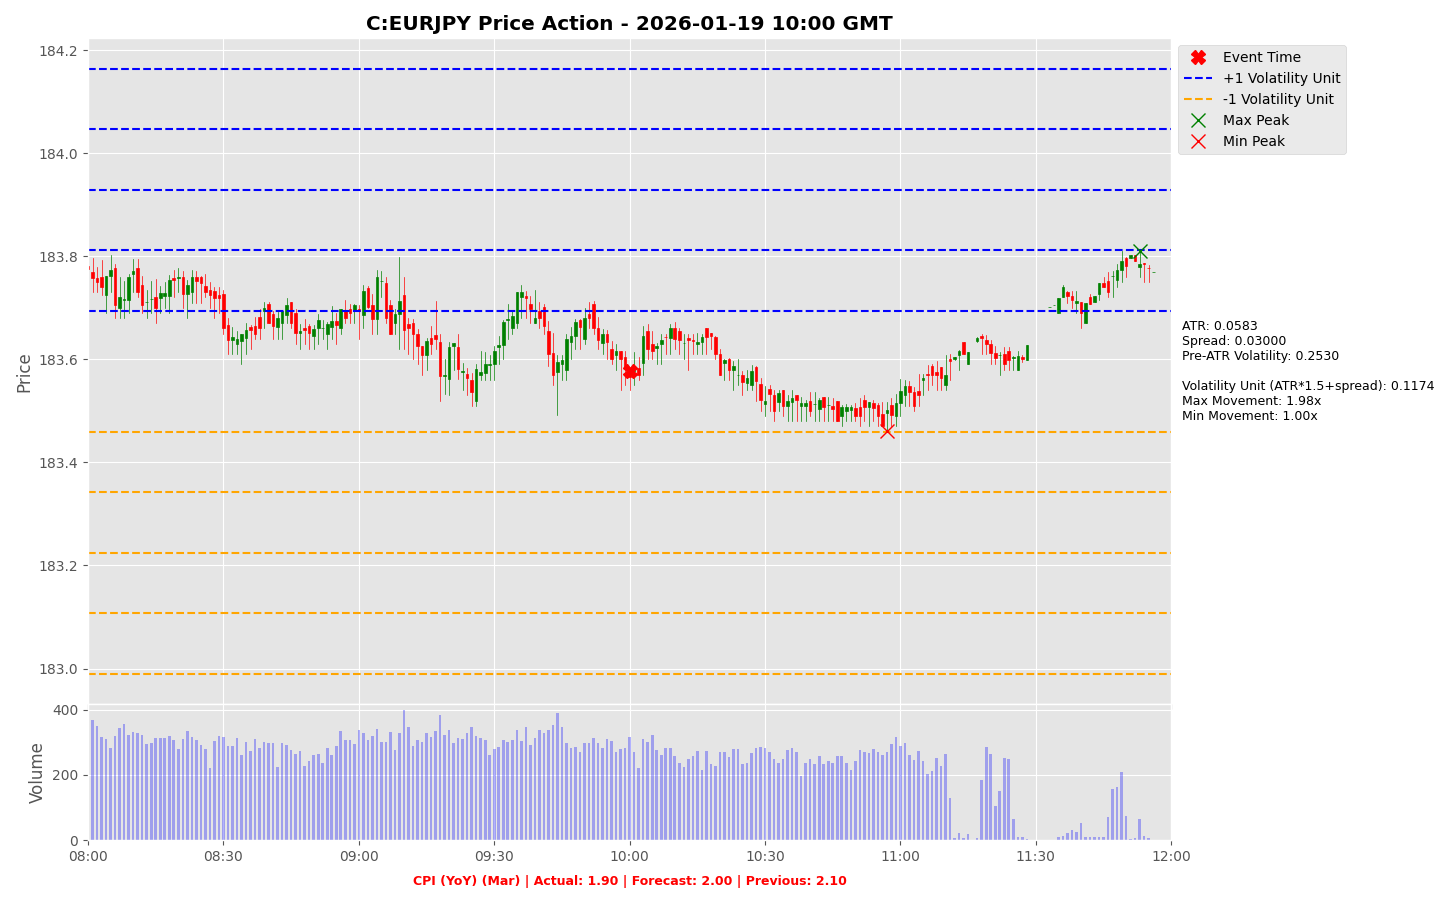 C:EURJPY Price Action - 2026-01-19 10:00 GMT
Price
184.2
184.0
183.8
183.6
183.4
183.2
183.0
Event Time
+1 Volatility Unit
-1 Volatility Unit
Max Peak
Min Peak
ATR: 0.0583
Spread: 0.03000
Pre-ATR Volatility: 0.2530
Volatility Unit (ATR*1.5+spread): 0.1174
Max Movement: 1.98x
Min Movement: 1.00x
Volume
400
200
0
08:00 08:30 09:00 09:30 10:00 10:30 11:00 11:30 12:00
CPI (YoY) (Mar) | Actual: 1.90 | Forecast: 2.00 | Previous: 2.10